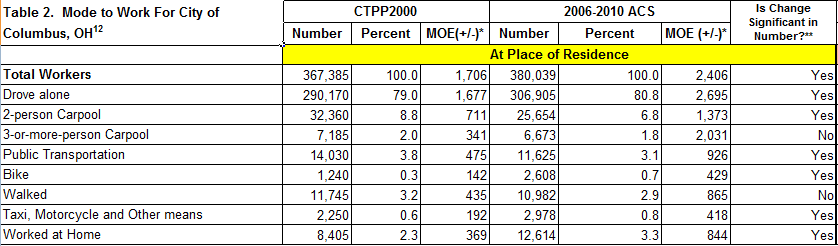 Table 2. Mode to Work For City of Columbus, OH12
CTPP2000 2006-2010 ACS Is Change Significant in Number?**
Number Percent MOE(+/-)* Number Percent MOE (+/-)*
At Place of Residence
Total Workers 367,385 100.0 1,706 380,039 100.0 2,406 Yes
Drove alone 290,170 79.0 1,677 306,905 80.8 2,695 Yes
2-person Carpool 32,360 8.8 711 25,654 6.8 1,373 Yes
3-or-more-person Carpool 7,185 2.0 341 6,673 1.8 2,031 No
Public Transportation 14,030 3.8 475 11,625 3.1 926 Yes
Bike 1,240 0.3 142 2,608 0.7 429 Yes
Walked 11,745 3.2 435 10,982 2.9 865 No
Taxi, Motorcycle and Other means 2,250 0.6 192 2,978 0.8 418 Yes
Worked at Home 8,405 2.3 369 12,614 3.3 844 Yes